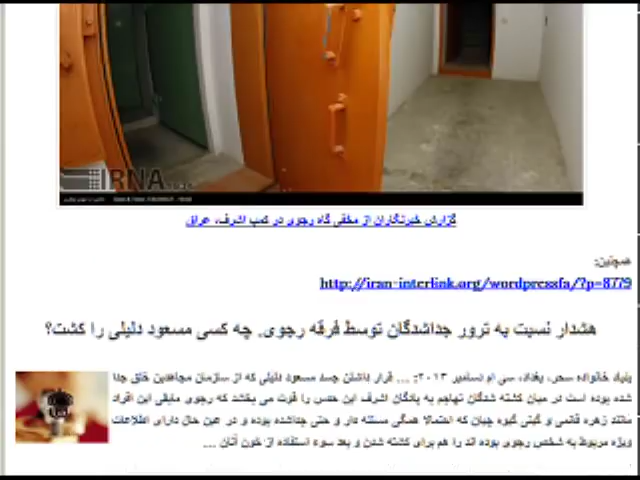 IRNA
گزارش خبرنگاران از مخفی گاه رجوی در کمپ اشرف، عراق
همچنین:
http://iran-interlink.org/wordpressfa/?p=8779
هشدار نسبت به ترور جداشدگان توسط فرقه رجوی. چه کسی مسعود دلیلی را کشت؟
بنیاد خانواده سحر، بغداد، سی ام دسامبر ۲۰۱۳: ... قرار داشتن جسد مسعود دلیلی که از سازمان مجاهدین خلق جدا
شده بوده است در میان کشته شدگان تهاجم به پادگان اشرف این حدس را قوت می بخشد که رجوی مابقی این افراد
مانند زهره قائمی و گیتی گیوه چیان که احتمالا همگی مسئله دار و حتی جداشده بوده و در عین حال دارای اطلاعات
ویژه مربوط به شخص رجوی بوده اند را هم برای کشته شدن و بعد سوء استفاده از خون آنان ...